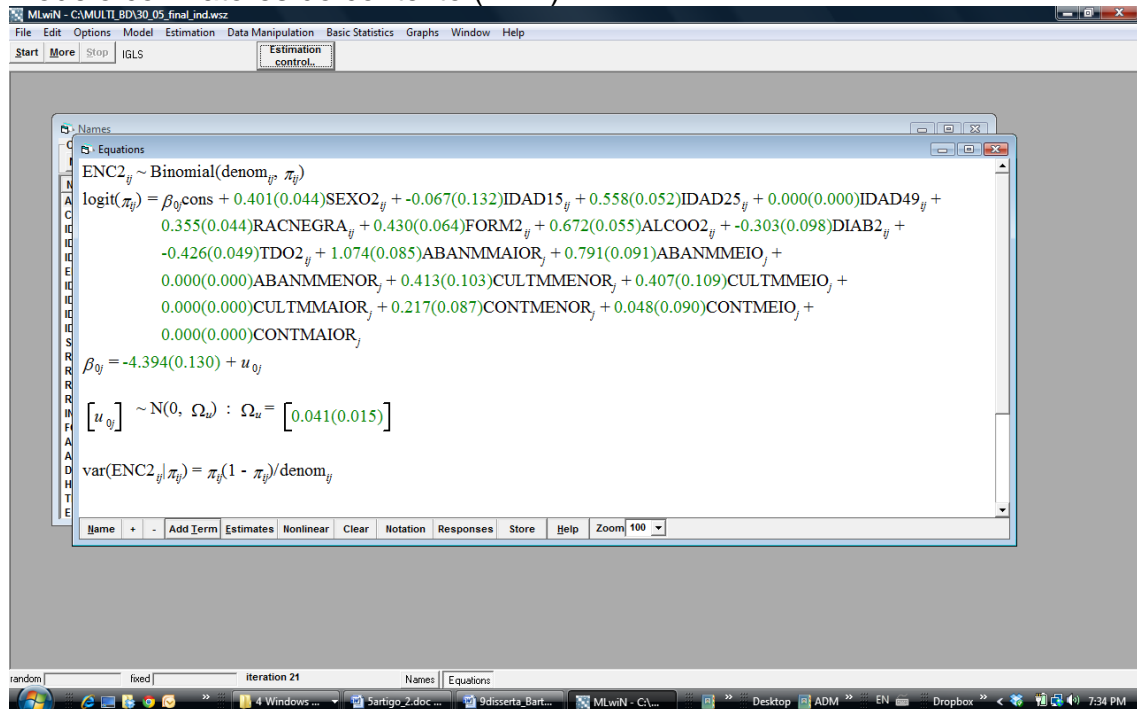 MLwiN - C:\MULTI_BD\30_05_final_ind.wsz
File Edit Options Model Estimation Data Manipulation Basic Statistics Graphs Window Help
Start More Stop IGLS Estimation control..
Names
Equations
ENC2ij ~ Binomial(denomij, πij)
logit(πij) = β0jcons + 0.401(0.044)SEXO2ij + -0.067(0.132)IDAD15ij + 0.558(0.052)IDAD25ij + 0.000(0.000)IDAD49ij +
0.355(0.044)RACNEGRAij + 0.430(0.064)FORM2ij + 0.672(0.055)ALCOO2ij + -0.303(0.098)DIAB2ij +
-0.426(0.049)TDO2ij + 1.074(0.085)ABANMMAIORj + 0.791(0.091)ABANMMEIOj +
0.000(0.000)ABANMMENORj + 0.413(0.103)CULTMMENORj + 0.407(0.109)CULTMMEIOj +
0.000(0.000)CULTMMAIORj + 0.217(0.087)CONTMENORj + 0.048(0.090)CONTMEIOj +
0.000(0.000)CONTMAIORj
β0j = -4.394(0.130) + u0j
[u0j] ~ N(0, Ωu) : Ωu = [0.041(0.015)]
var(ENC2ij|πij) = πij(1 - πij)/denomij
Name + - Add Term Estimates Nonlinear Clear Notation Responses Store Help Zoom 100
random fixed iteration 21 Names Equations
4 Windows ... 5artigo_2.doc ... 9disserta_Bart... MLwiN - C:\... Desktop ADM EN Dropbox 7:34 PM